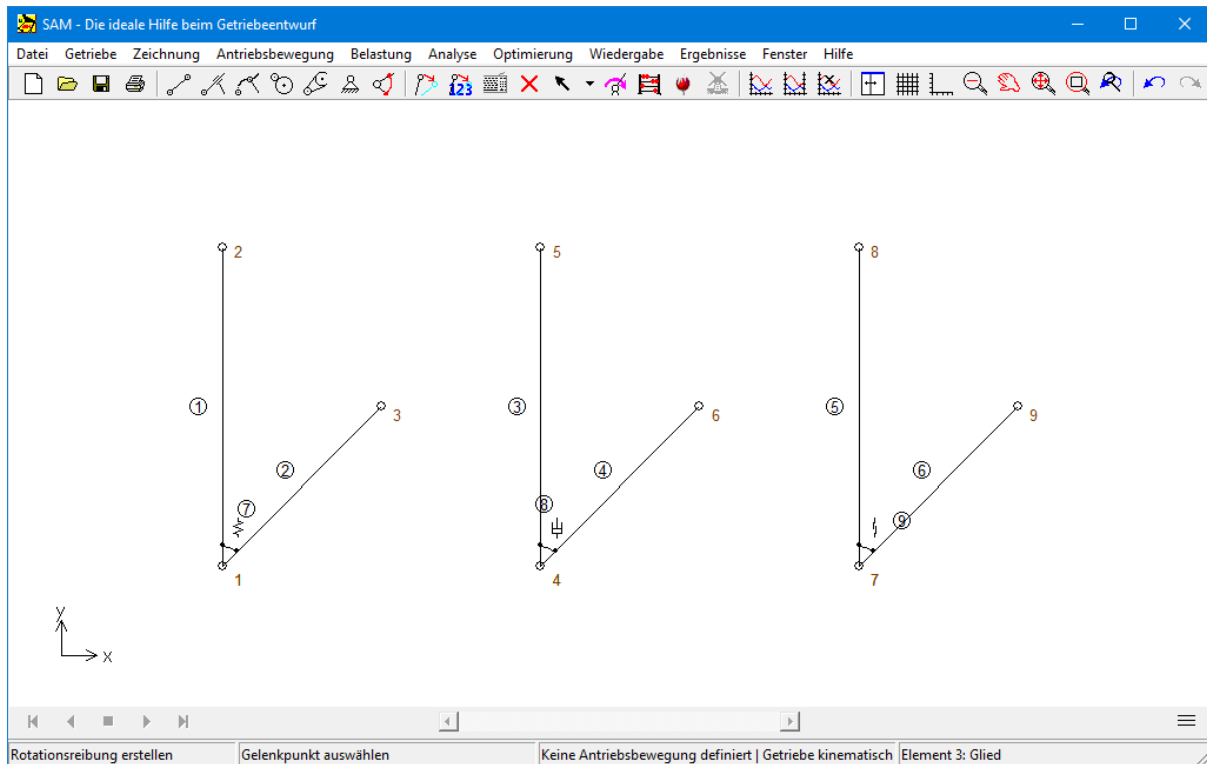 SAM - Die ideale Hilfe beim Getriebeentwurf
Datei Getriebe Zeichnung Antriebsbewegung Belastung Analyse Optimierung Wiedergabe Ergebnisse Fenster Hilfe
123
2 5 8
1 3 5
3 6 9
2 4 6
7 8 9
1 4 7
y
x
Rotationsreibung erstellen Gelenkpunkt auswählen Keine Antriebsbewegung definiert | Getriebe kinematisch Element 3: Glied